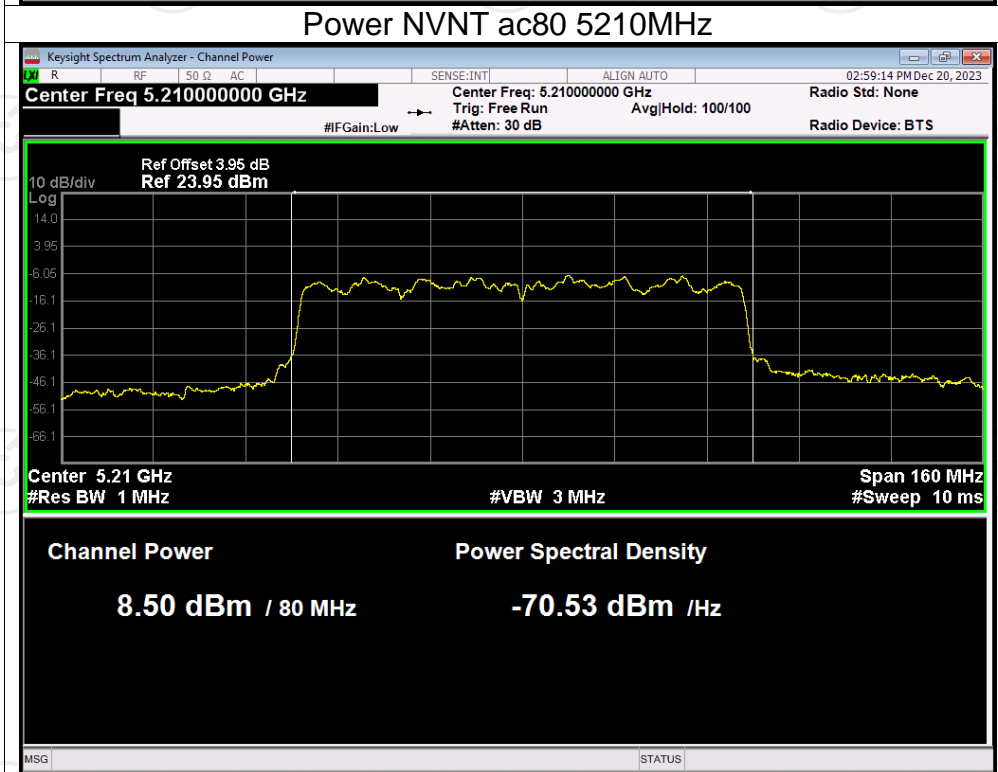 Power NVNT ac80 5210MHz
Keysight Spectrum Analyzer - Channel Power
LXI R RF 50 Ω AC SENSE:INT ALIGN AUTO 02:59:14 PM Dec 20, 2023
Center Freq 5.210000000 GHz Center Freq: 5.210000000 GHz Radio Std: None
Trig: Free Run Avg|Hold: 100/100
#IFGain:Low #Atten: 30 dB Radio Device: BTS
Ref Offset 3.95 dB
10 dB/div Ref 23.95 dBm
Log
14.0
3.95
-6.05
-16.1
-26.1
-36.1
-46.1
-56.1
-66.1
Center 5.21 GHz Span 160 MHz
#Res BW 1 MHz #VBW 3 MHz #Sweep 10 ms
Channel Power Power Spectral Density
8.50 dBm / 80 MHz -70.53 dBm /Hz
MSG STATUS